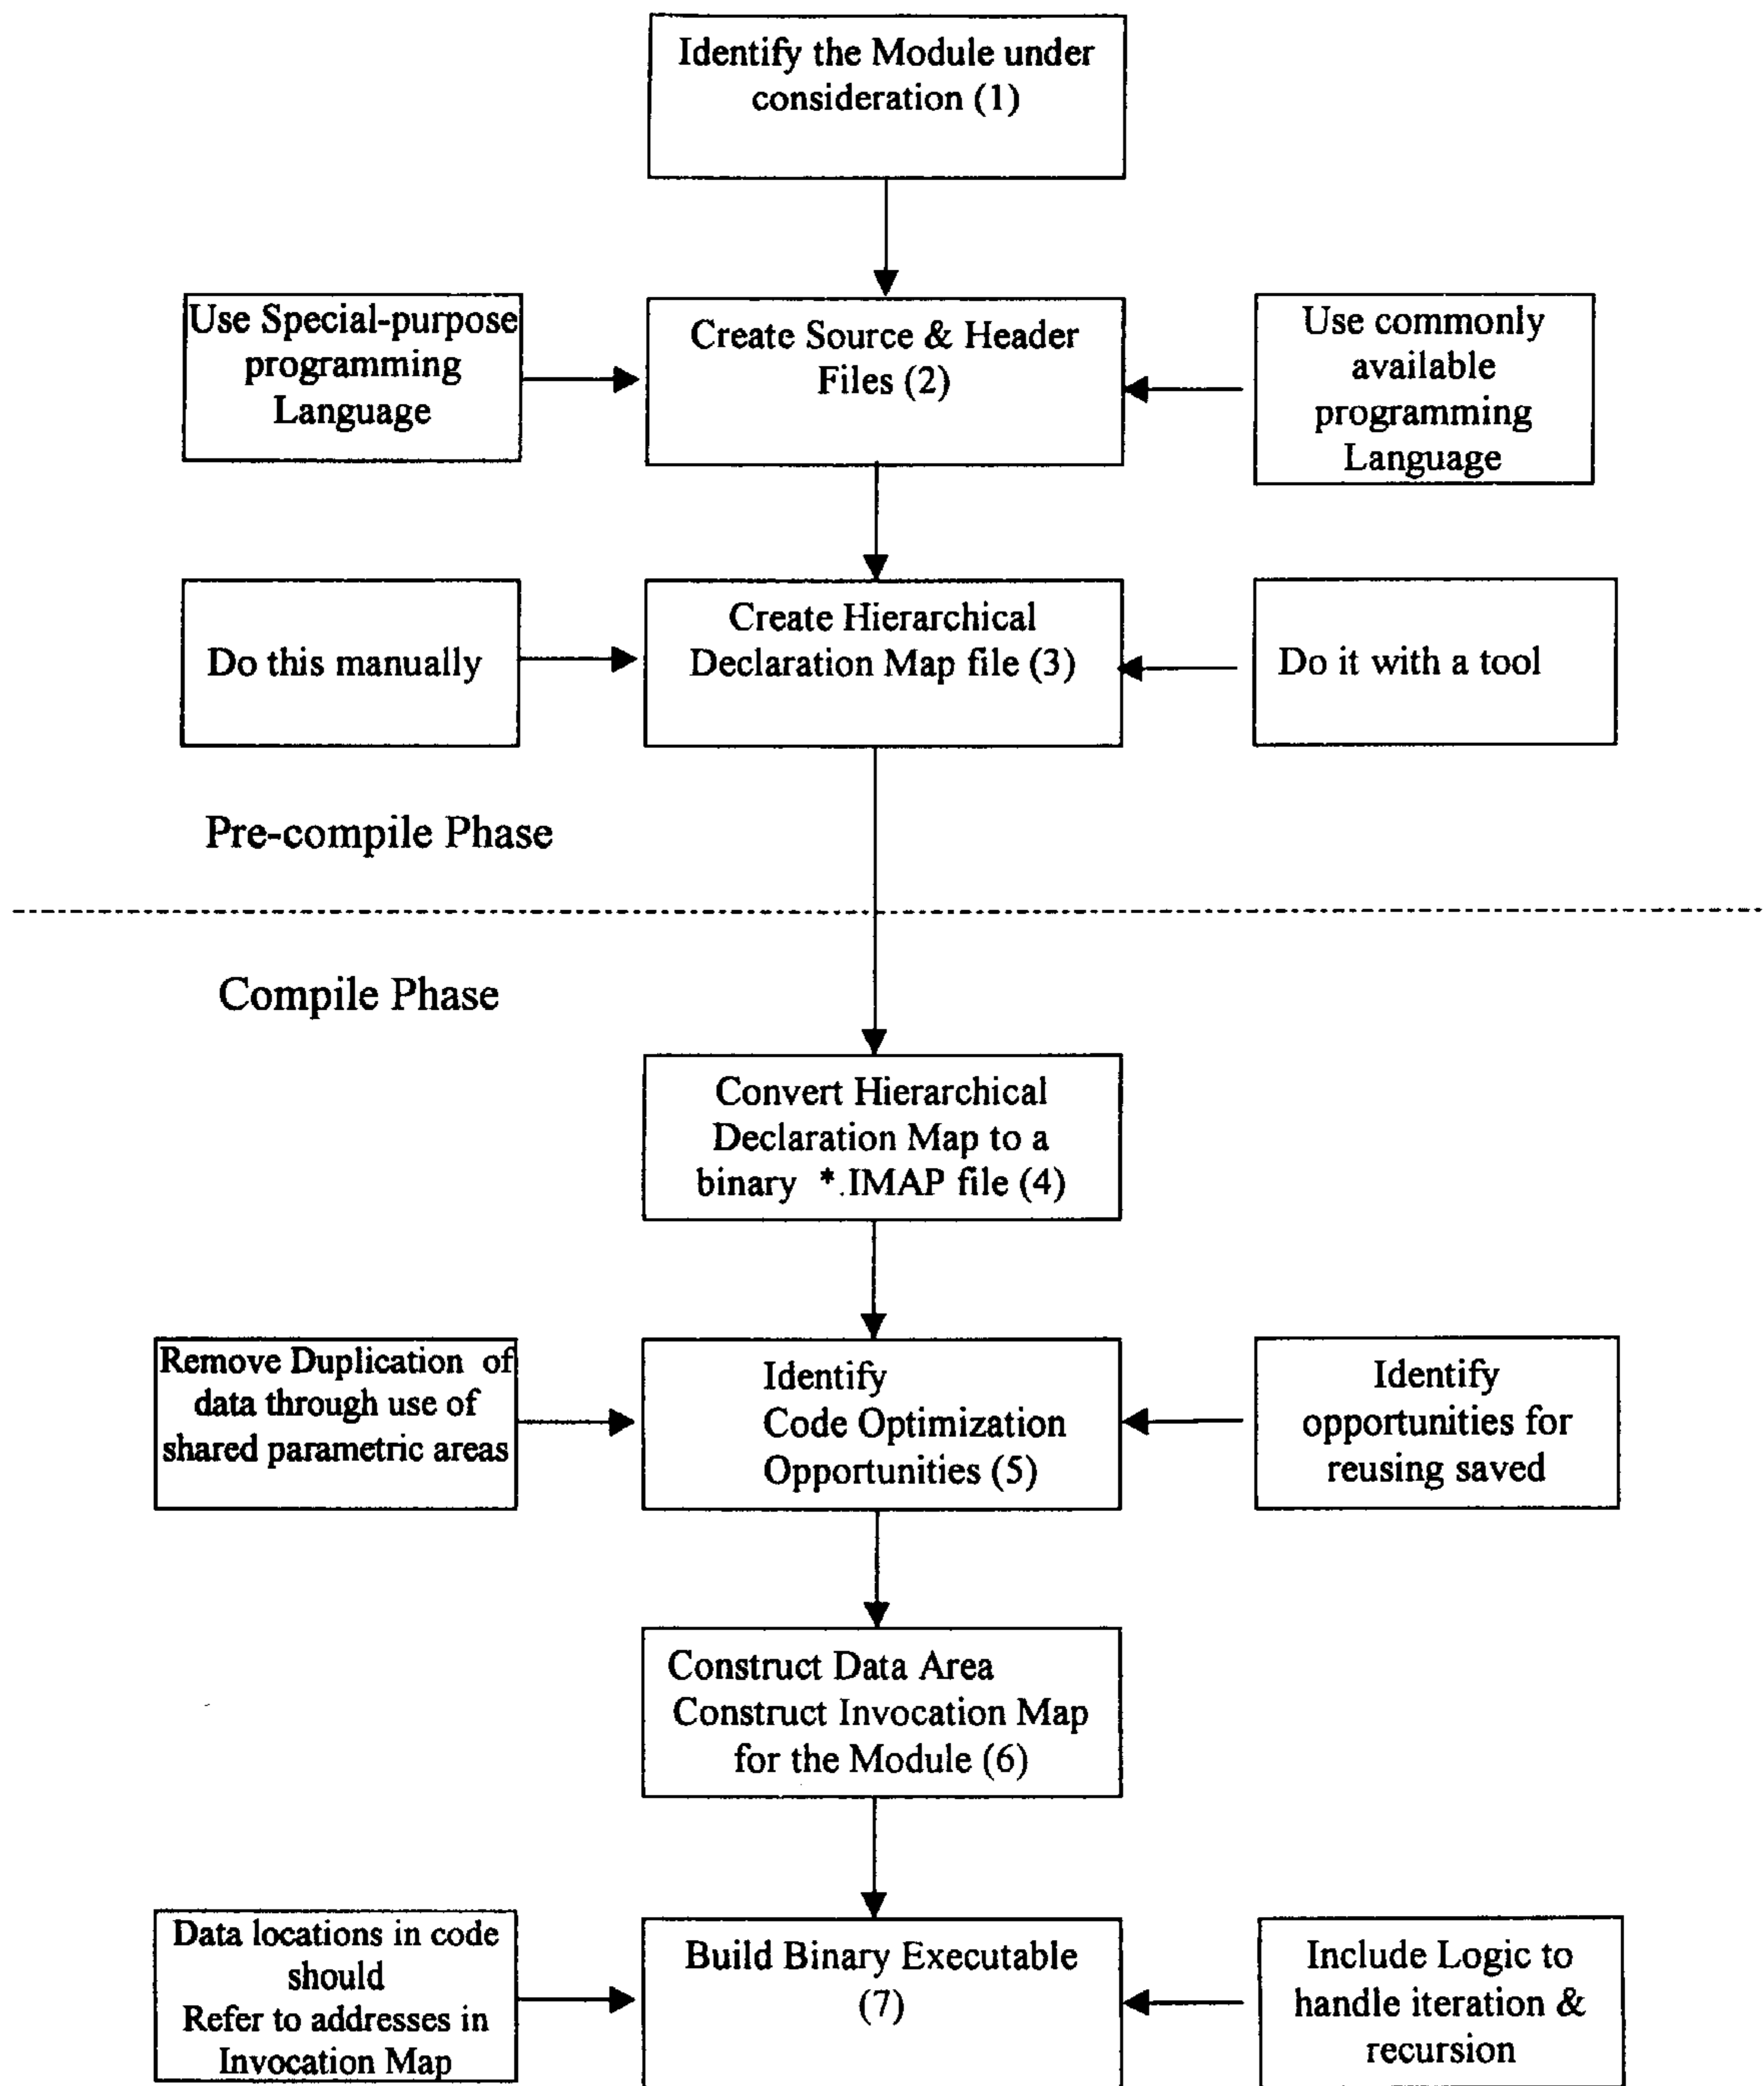 Identify the Module under
consideration (1)
Use Special-purpose
programming
Language
Create Source & Header
Files (2)
Use commonly
available
programming
Language
Do this manually
Create Hierarchical
Declaration Map file (3)
Do it with a tool
Pre-compile Phase
Compile Phase
Convert Hierarchical
Declaration Map to a
binary *.IMAP file (4)
Remove Duplication of
data through use of
shared parametric areas
Identify
Code Optimization
Opportunities (5)
Identify
opportunities for
reusing saved
Construct Data Area
Construct Invocation Map
for the Module (6)
Data locations in code
should
Refer to addresses in
Invocation Map
Build Binary Executable
(7)
Include Logic to
handle iteration &
recursion